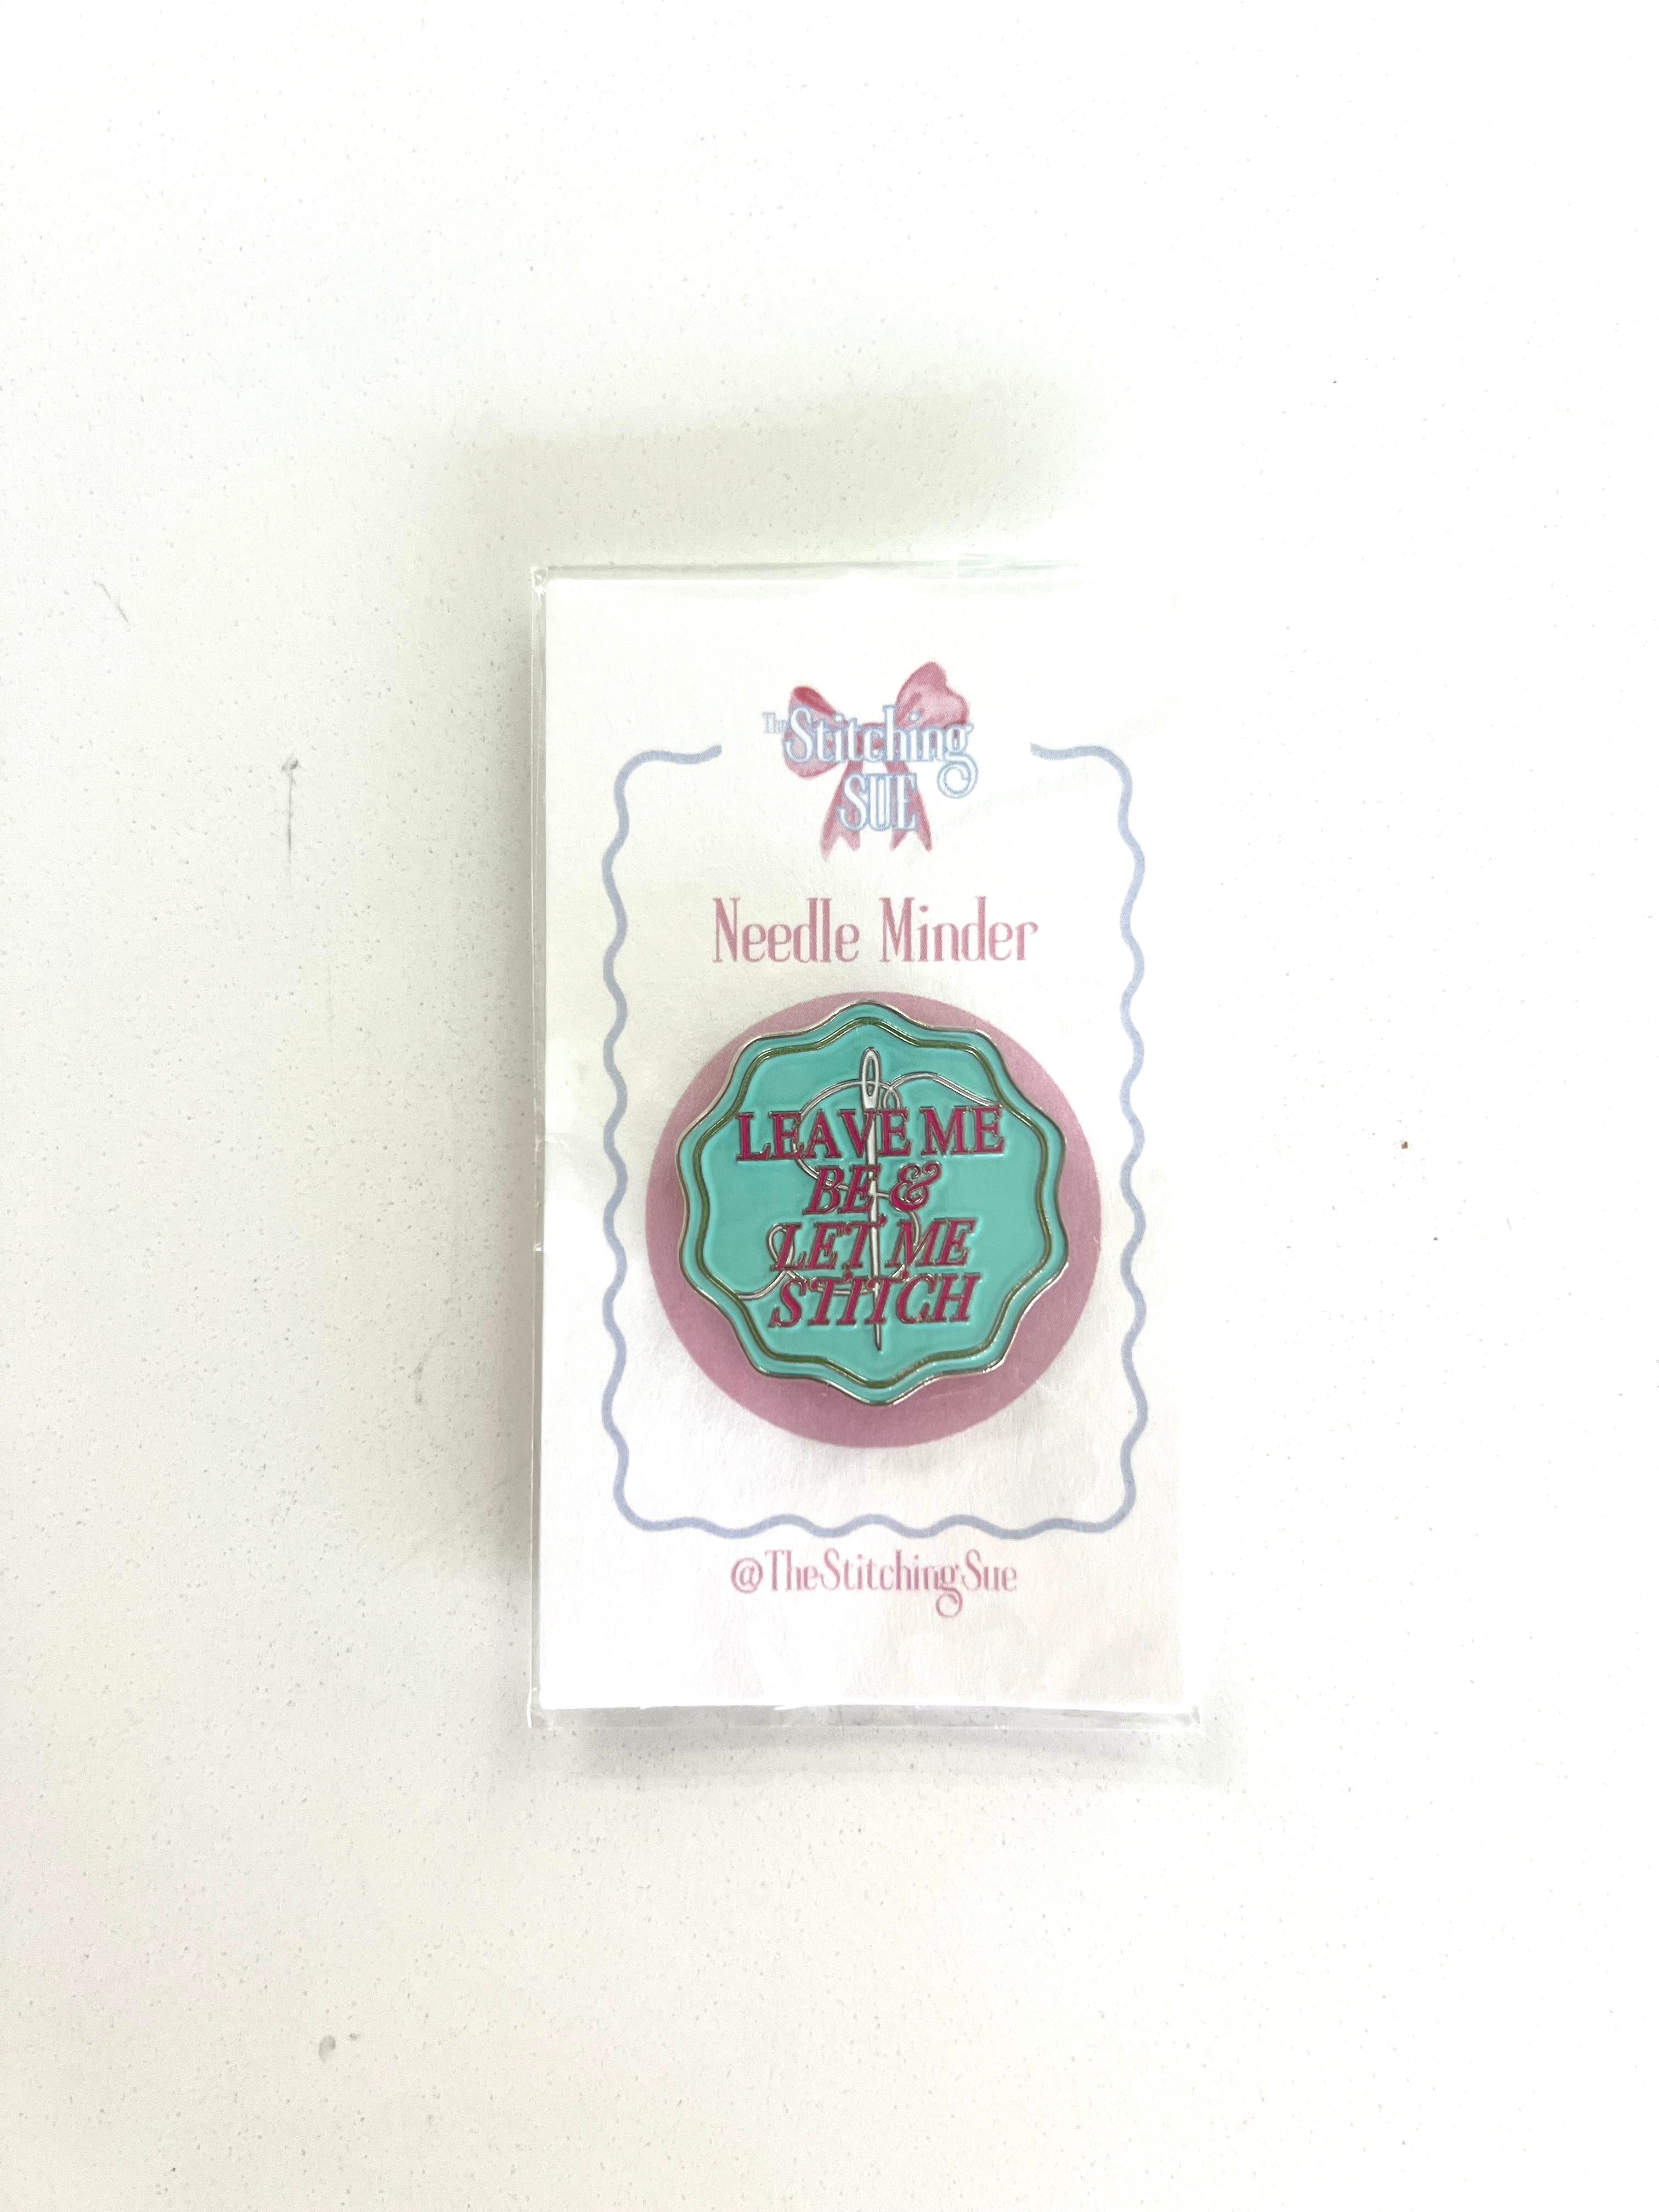 The Stitching
SUE
Needle Minder
LEAVE ME
BE &
LET ME
STITCH
@TheStitchingSue